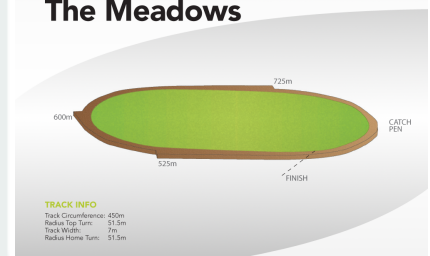 The Meadows
725m
600m
CATCH
PEN
525m
FINISH
TRACK INFO
Track Circumference: 450m
Radius Top Turn: 51.5m
Track Width: 7m
Radius Home Turn: 51.5m